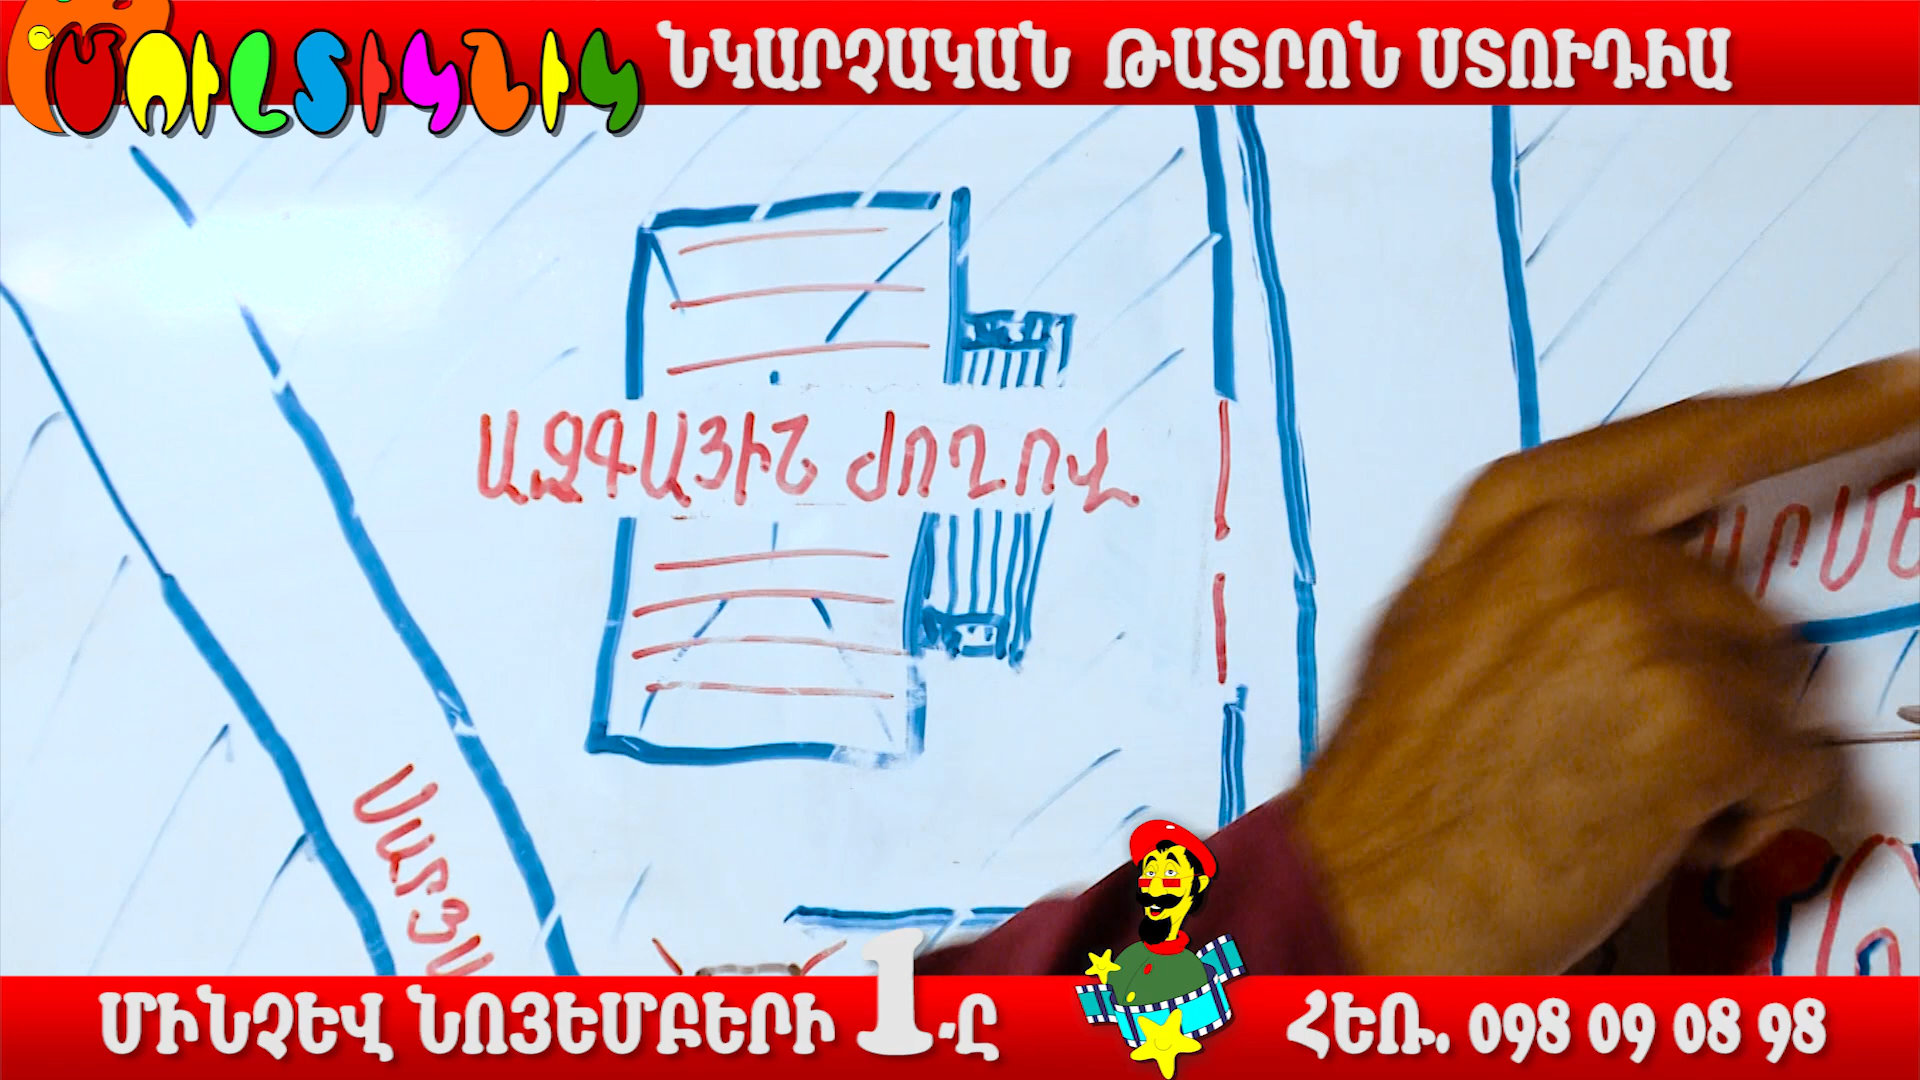 ՄՈՒԼՏԻԿՆԻԿ
ՆԿԱՐՉԱԿԱՆ ԹԱՏՐՈՆ ՍՏՈՒԴԻԱ
ԱԶԳԱՅԻՆ ԺՈՂՈՎ
ՄԻՆՉԵՎ ՆՈՅԵՄԲԵՐԻ 1-Ը
ՀԵՌ. 098 09 08 98